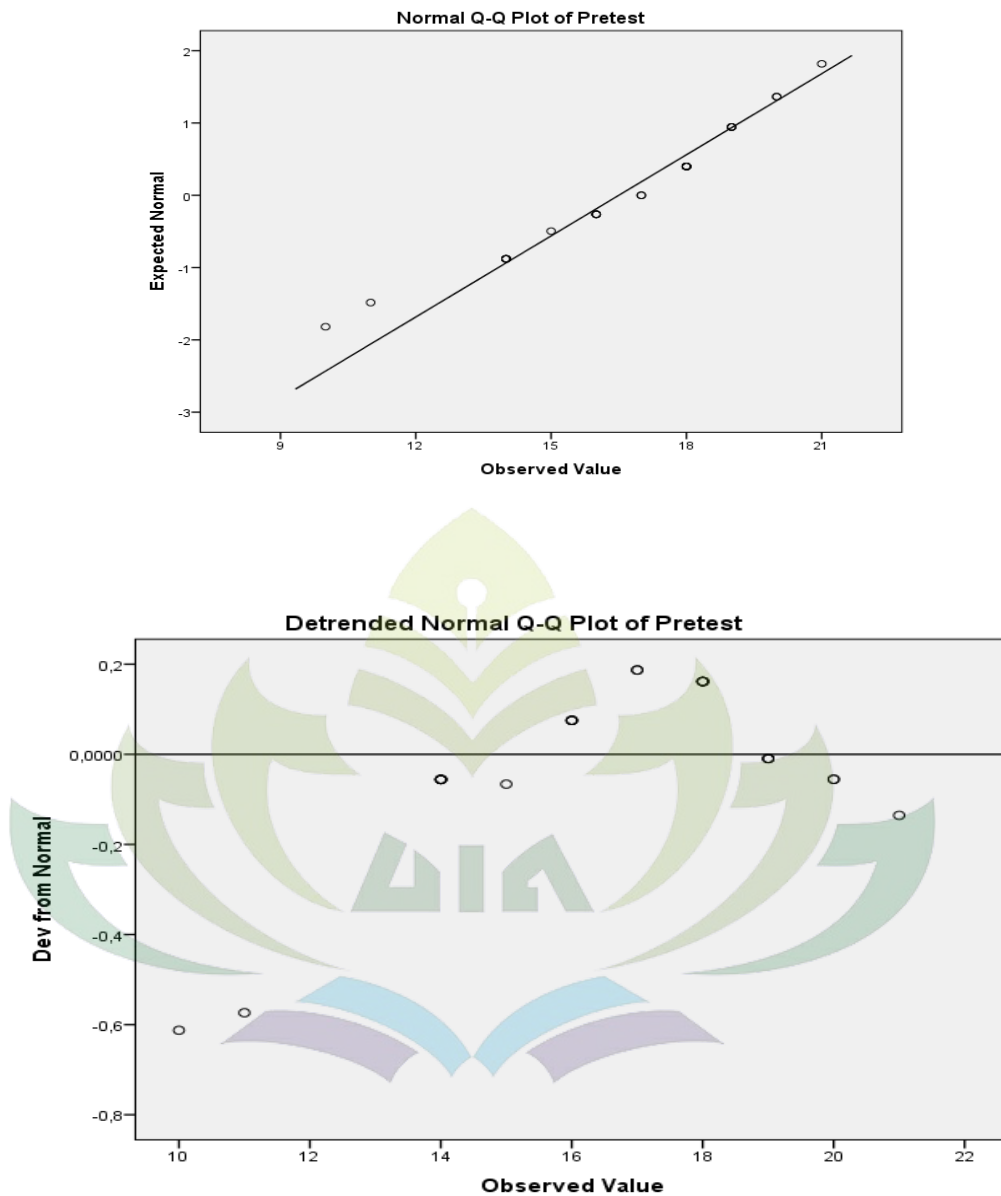 Normal Q-Q Plot of Pretest
2
1
0
-1
-2
-3
Expected Normal
9 12 15 18 21
Observed Value
Detrended Normal Q-Q Plot of Pretest
0,2
0,0000
-0,2
-0,4
-0,6
-0,8
Dev from Normal
UIN
10 12 14 16 18 20 22
Observed Value